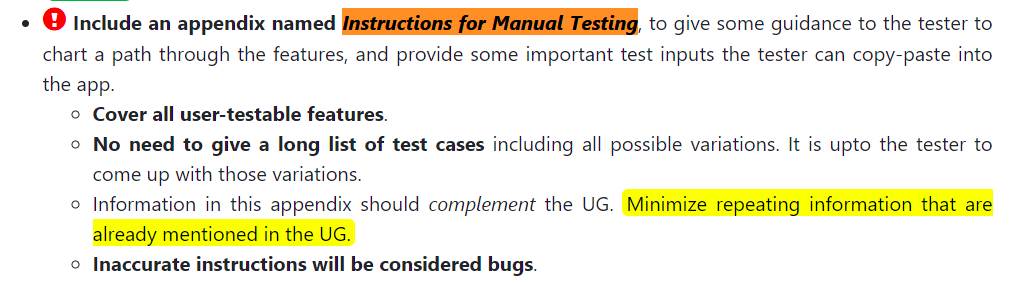 Include an appendix named Instructions for Manual Testing, to give some guidance to the tester to
chart a path through the features, and provide some important test inputs the tester can copy-paste into
the app.
Cover all user-testable features.
No need to give a long list of test cases including all possible variations. It is upto the tester to
come up with those variations.
Information in this appendix should complement the UG. Minimize repeating information that are
already mentioned in the UG.
Inaccurate instructions will be considered bugs.